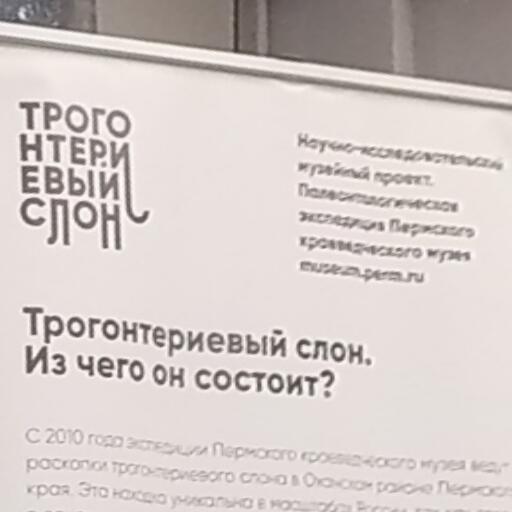 ТРОГО
НТЕРИ
ЕВЫЙ
СЛОН
Научно-исследовательский
музейный проект.
Палеонтологическая
экспедиция Пермского
краеведческого музея
museum.perm.ru
Трогонтериевый слон.
Из чего он состоит?
С 2010 года экспедиции Пермского краеведческого музея ведут
раскопки трогонтериевого слона в Оханском районе Пермского
края. Это находка уникальна в масштабах России,